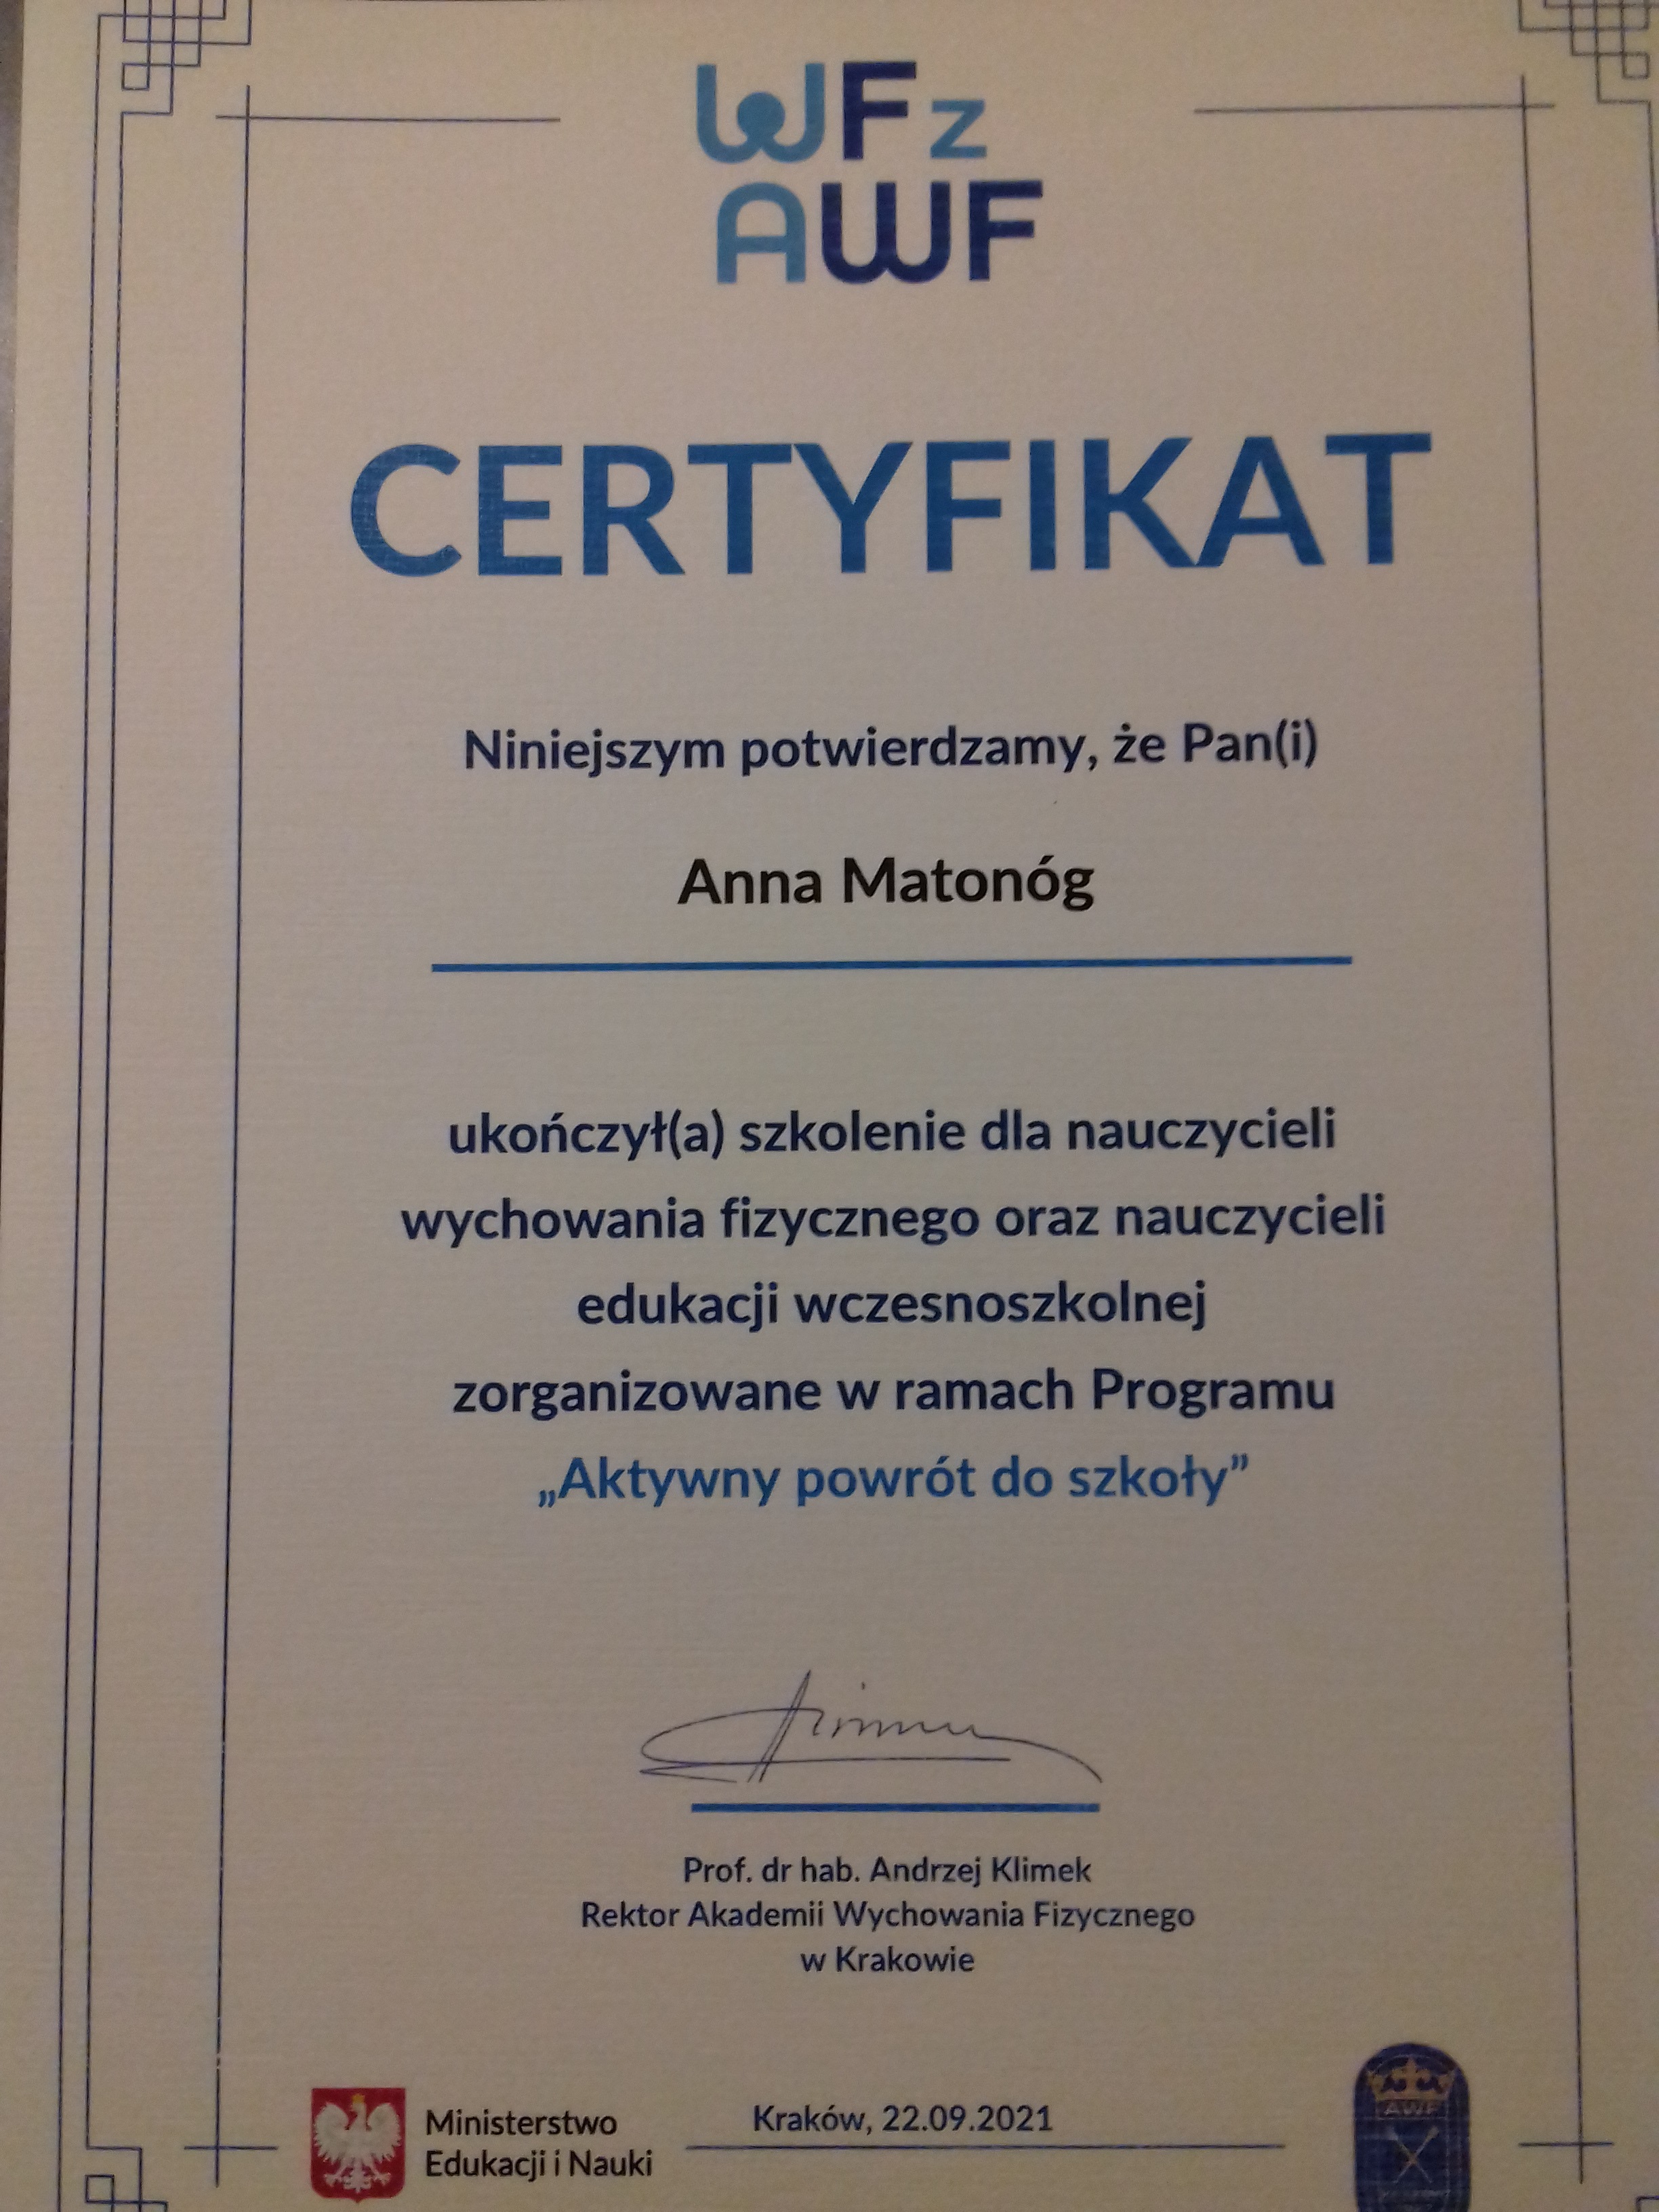 WF z
AWF
CERTYFIKAT
Niniejszym potwierdzamy, że Pan(i)
Anna Matonóg
ukończył(a) szkolenie dla nauczycieli
wychowania fizycznego oraz nauczycieli
edukacji wczesnoszkolnej
zorganizowane w ramach Programu
„Aktywny powrót do szkoły”
Prof. dr hab. Andrzej Klimek
Rektor Akademii Wychowania Fizycznego
w Krakowie
Ministerstwo
Edukacji i Nauki
Kraków, 22.09.2021
AWF